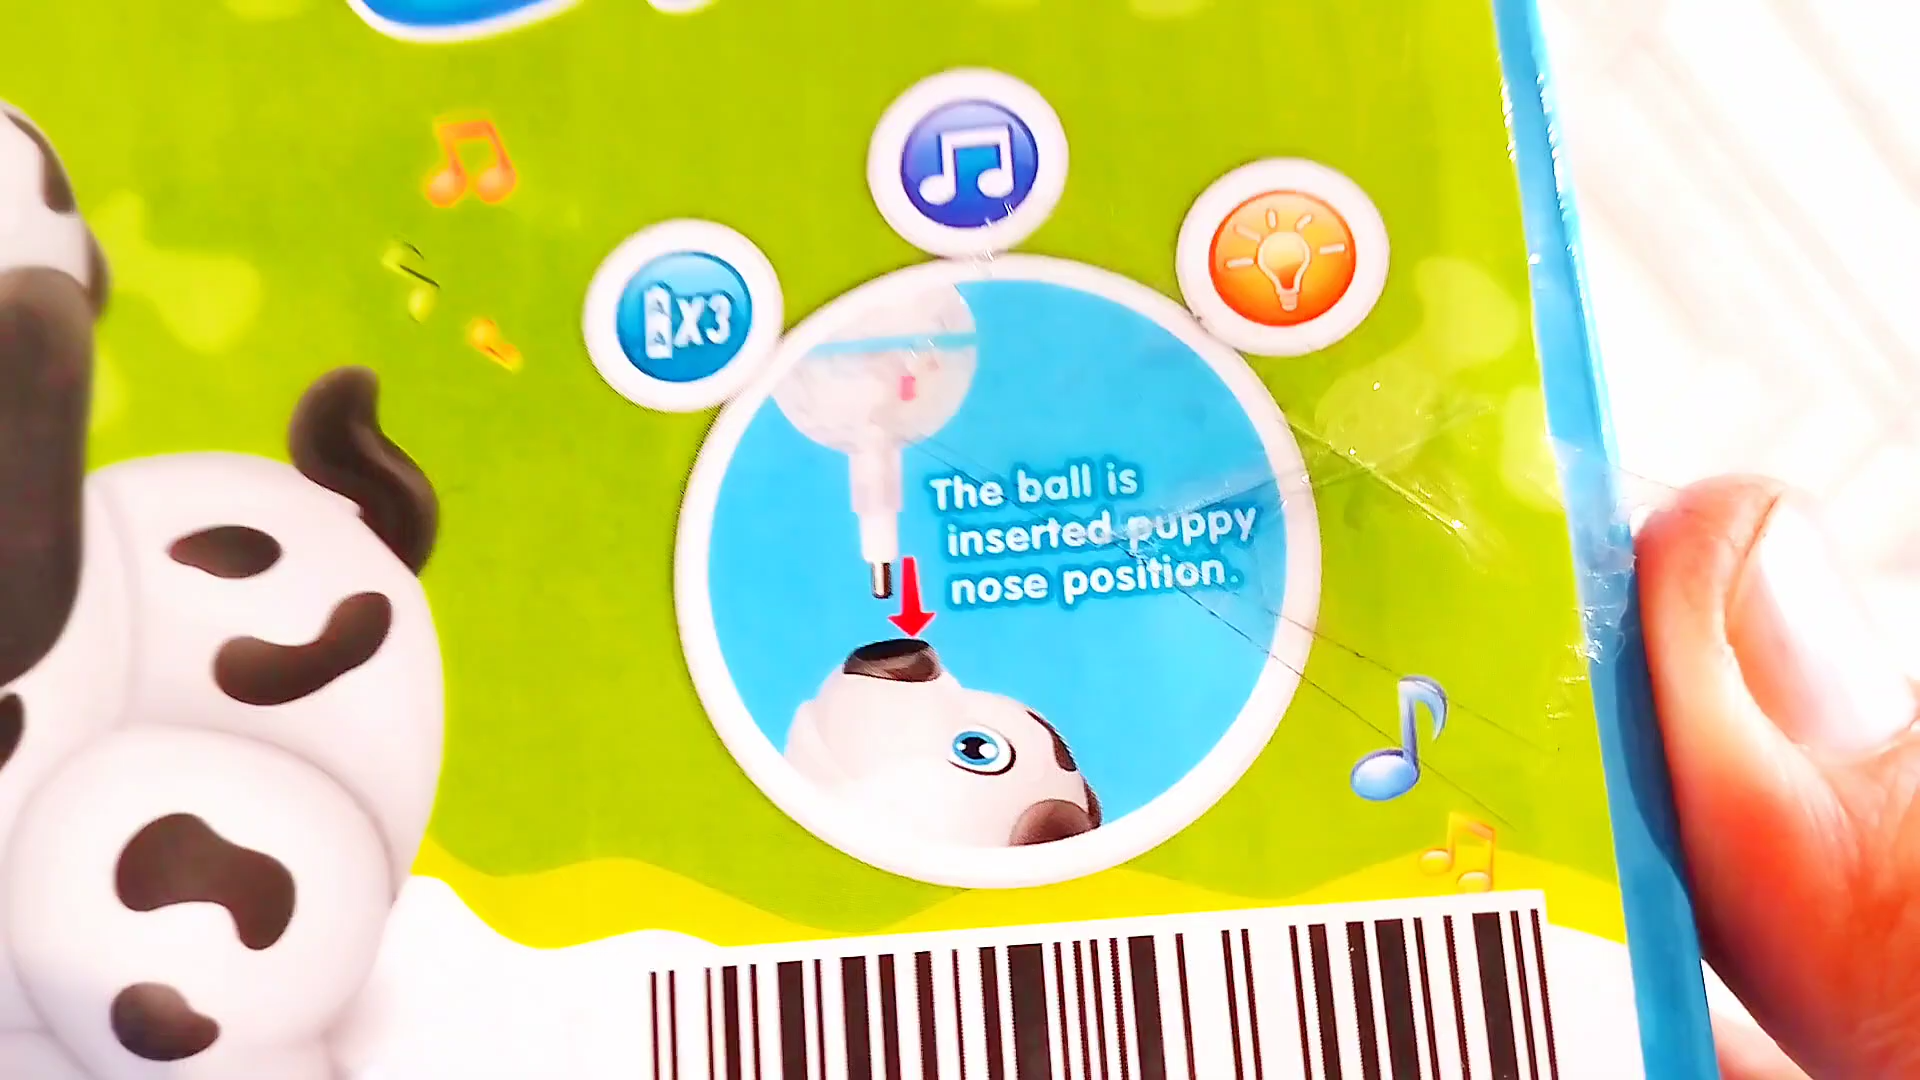 X3
The ball is
inserted puppy
nose position.